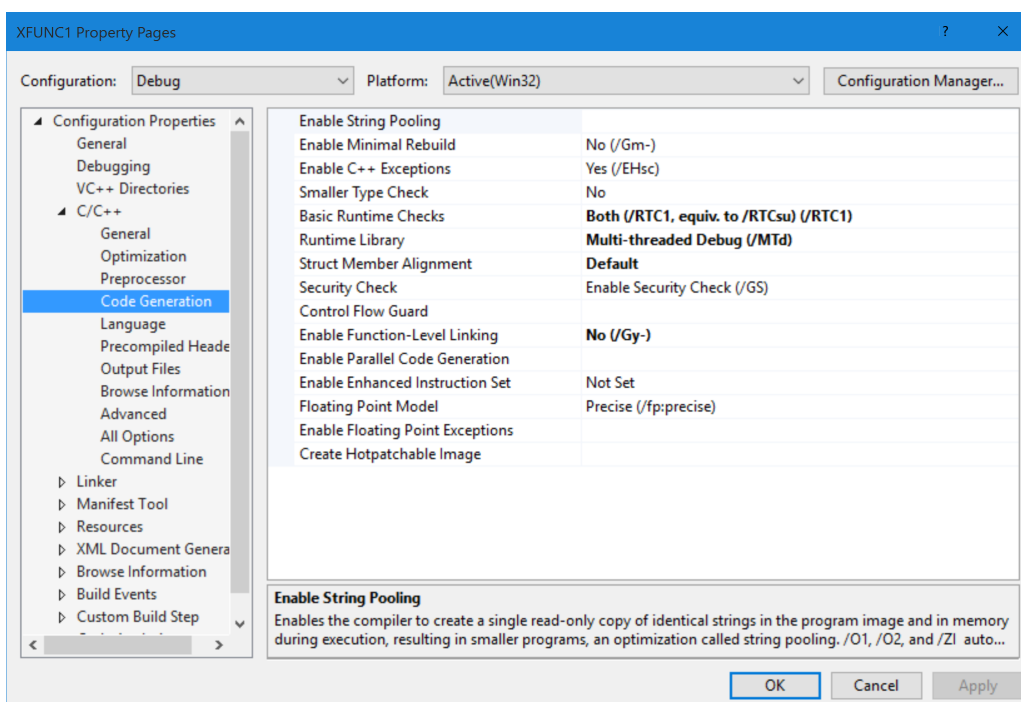 XFUNC1 Property Pages
?
Configuration: Debug Platform: Active(Win32) Configuration Manager...
Configuration Properties
General
Debugging
VC++ Directories
C/C++
General
Optimization
Preprocessor
Code Generation
Language
Precompiled Heade
Output Files
Browse Information
Advanced
All Options
Command Line
Linker
Manifest Tool
Resources
XML Document Genera
Browse Information
Build Events
Custom Build Step
Enable String Pooling
Enable Minimal Rebuild No (/Gm-)
Enable C++ Exceptions Yes (/EHsc)
Smaller Type Check No
Basic Runtime Checks Both (/RTC1, equiv. to /RTCsu) (/RTC1)
Runtime Library Multi-threaded Debug (/MTd)
Struct Member Alignment Default
Security Check Enable Security Check (/GS)
Control Flow Guard
Enable Function-Level Linking No (/Gy-)
Enable Parallel Code Generation
Enable Enhanced Instruction Set Not Set
Floating Point Model Precise (/fp:precise)
Enable Floating Point Exceptions
Create Hotpatchable Image
Enable String Pooling
Enables the compiler to create a single read-only copy of identical strings in the program image and in memory
during execution, resulting in smaller programs, an optimization called string pooling. /O1, /O2, and /ZI auto...
OK Cancel Apply